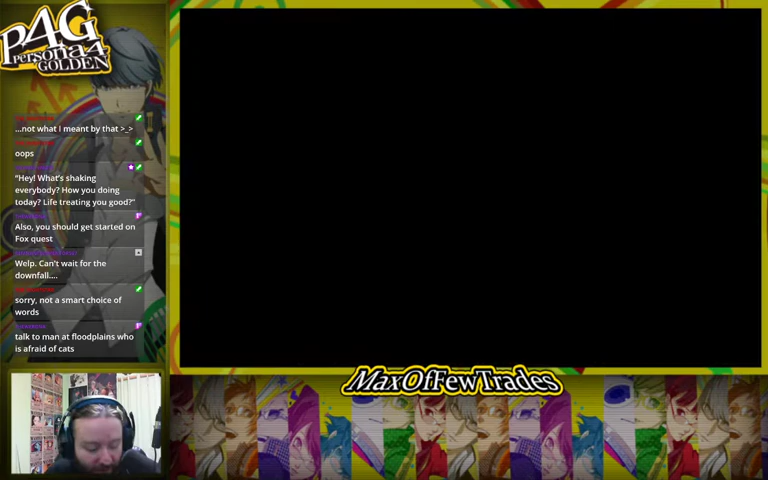 P4G
Persona4
GOLDEN
...not what I meant by that >_>
oops
"Hey! What's shaking
everybody? How you doing
today? Life treating you good?"
Also, you should get started on
Fox quest
Welp. Can't wait for the
downfall....
sorry, not a smart choice of
words
talk to man at floodplains who
is afraid of cats
MaxOfFewTrades